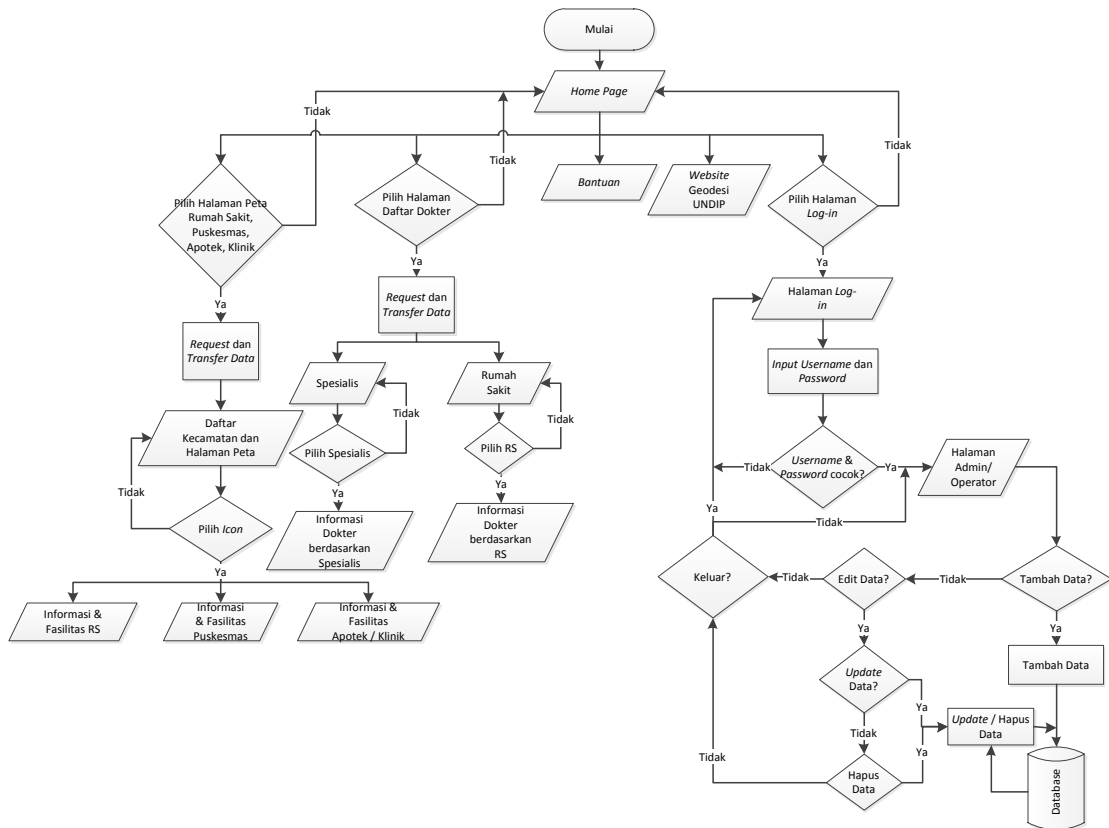 Mulai
Home Page
Tidak
Tidak
Tidak
Pilih Halaman Peta
Rumah Sakit,
Puskesmas,
Apotek, Klinik
Pilih Halaman
Daftar Dokter
Bantuan
Website
Geodesi
UNDIP
Pilih Halaman
Log-in
Ya
Ya
Ya
Request dan
Transfer Data
Request dan
Transfer Data
Halaman Log-
in
Input Username dan
Password
Daftar
Kecamatan dan
Halaman Peta
Spesialis
Tidak
Rumah
Sakit
Tidak
Pilih Spesialis
Pilih RS
Ya
Ya
Informasi
Dokter
berdasarkan
Spesialis
Informasi
Dokter
berdasarkan
RS
Tidak
Pilih Icon
Ya
Informasi &
Fasilitas RS
Informasi
& Fasilitas
Puskesmas
Informasi &
Fasilitas
Apotek / Klinik
Username &
Password cocok?
Tidak
Ya
Halaman
Admin/
Operator
Ya
Tidak
Keluar?
Tidak
Edit Data?
Tidak
Tambah Data?
Ya
Ya
Update
Data?
Tambah Data
Ya
Tidak
Update / Hapus
Data
Tidak
Hapus
Data
Ya
Database